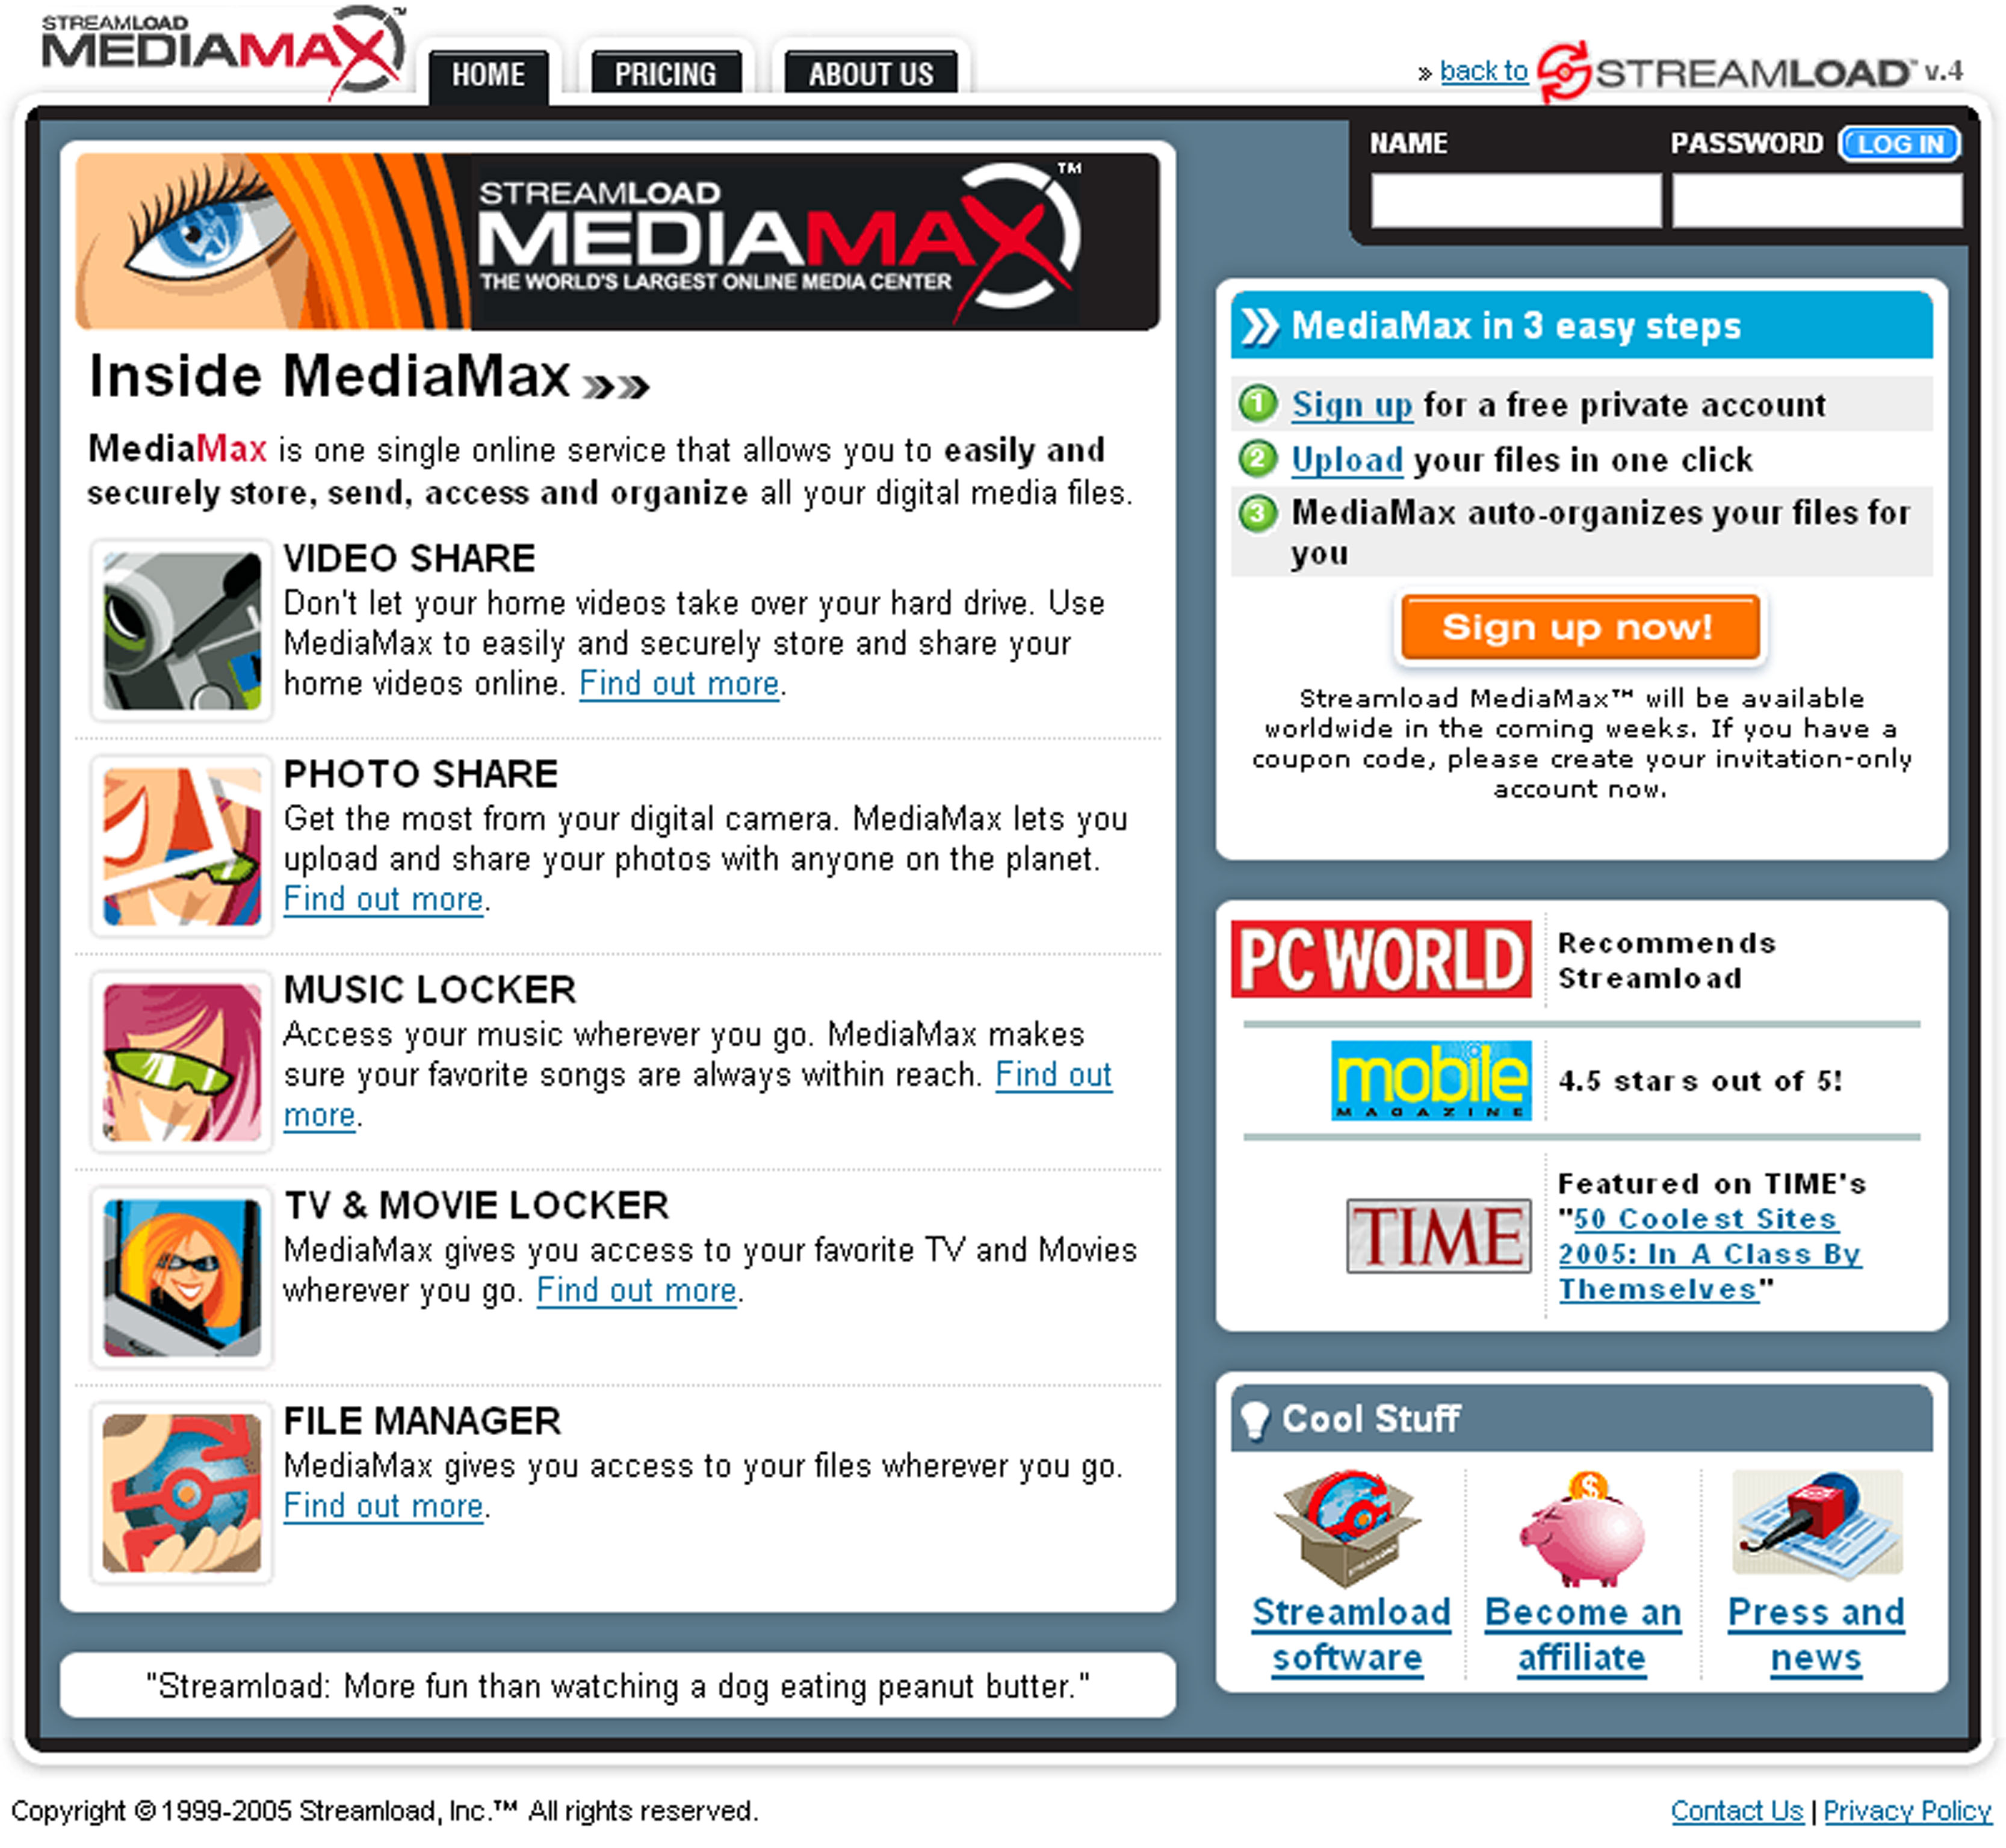 STREAMLOAD
MEDIAMAX™
HOME
PRICING
ABOUT US
» back to STREAMLOAD™ v.4
NAME
PASSWORD
LOG IN
STREAMLOAD
MEDIAMAX™
THE WORLD'S LARGEST ONLINE MEDIA CENTER
Inside MediaMax
MediaMax is one single online service that allows you to easily and
securely store, send, access and organize all your digital media files.
VIDEO SHARE
Don't let your home videos take over your hard drive. Use
MediaMax to easily and securely store and share your
home videos online. Find out more.
PHOTO SHARE
Get the most from your digital camera. MediaMax lets you
upload and share your photos with anyone on the planet.
Find out more.
MUSIC LOCKER
Access your music wherever you go. MediaMax makes
sure your favorite songs are always within reach. Find out
more.
TV & MOVIE LOCKER
MediaMax gives you access to your favorite TV and Movies
wherever you go. Find out more.
FILE MANAGER
MediaMax gives you access to your files wherever you go.
Find out more.
"Streamload: More fun than watching a dog eating peanut butter."
MediaMax in 3 easy steps
1 Sign up for a free private account
2 Upload your files in one click
3 MediaMax auto-organizes your files for
you
Sign up now!
Streamload MediaMax™ will be available
worldwide in the coming weeks. If you have a
coupon code, please create your invitation-only
account now.
PC WORLD
Recommends
Streamload
mobile
MAGAZINE
4.5 stars out of 5!
TIME
Featured on TIME's
"50 Coolest Sites
2005: In A Class By
Themselves"
Cool Stuff
STREAMLOAD
$
Streamload
software
Become an
affiliate
Press and
news
Copyright © 1999-2005 Streamload, Inc.™ All rights reserved.
Contact Us | Privacy Policy